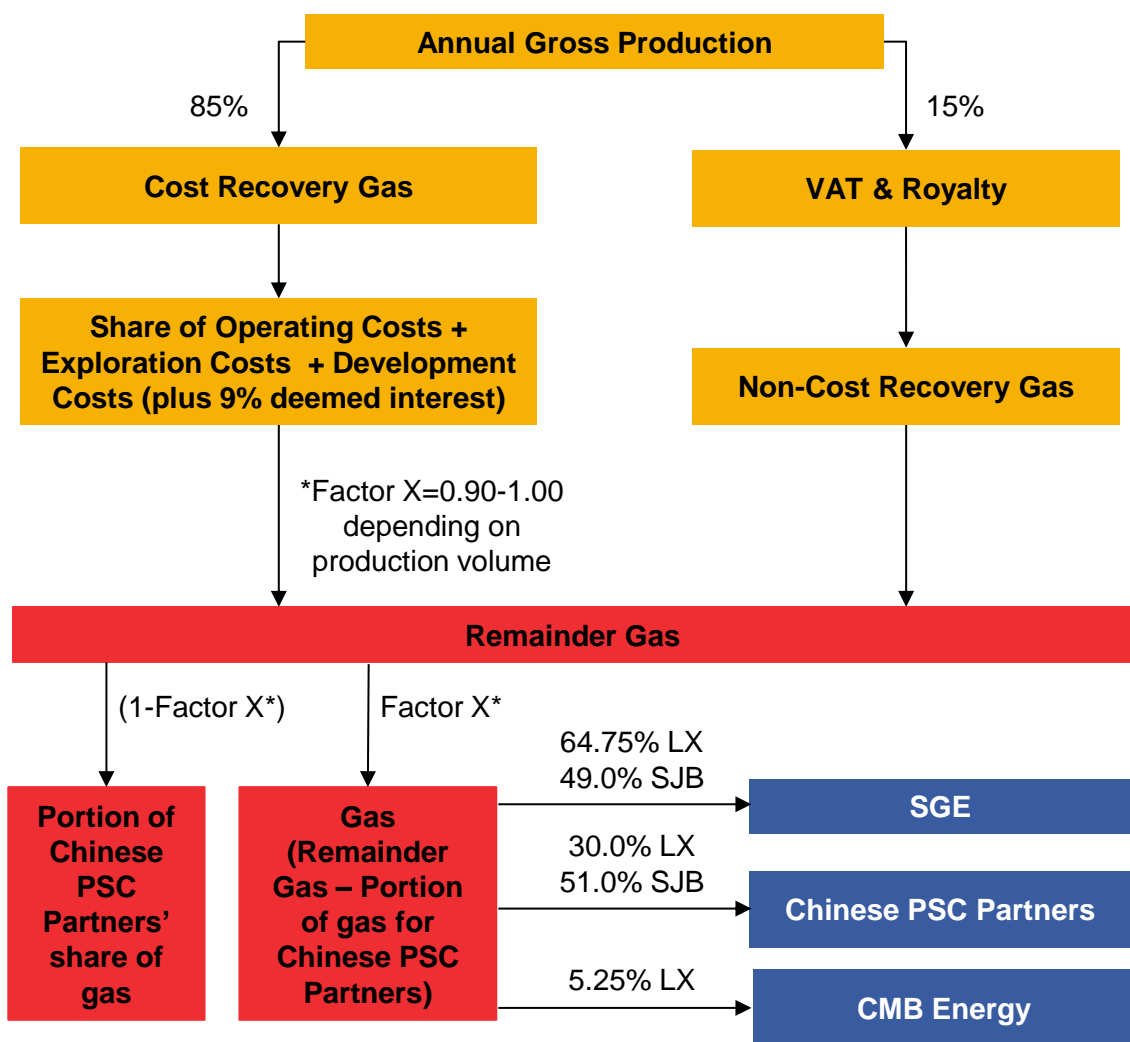 Annual Gross Production
85%
15%
Cost Recovery Gas
VAT & Royalty
Share of Operating Costs +
Exploration Costs + Development
Costs (plus 9% deemed interest)
Non-Cost Recovery Gas
*Factor X=0.90-1.00
depending on
production volume
Remainder Gas
(1-Factor X*)
Factor X*
Portion of
Chinese
PSC
Partners’
share of
gas
Gas
(Remainder
Gas – Portion
of gas for
Chinese PSC
Partners)
64.75% LX
49.0% SJB
SGE
30.0% LX
51.0% SJB
Chinese PSC Partners
5.25% LX
CMB Energy